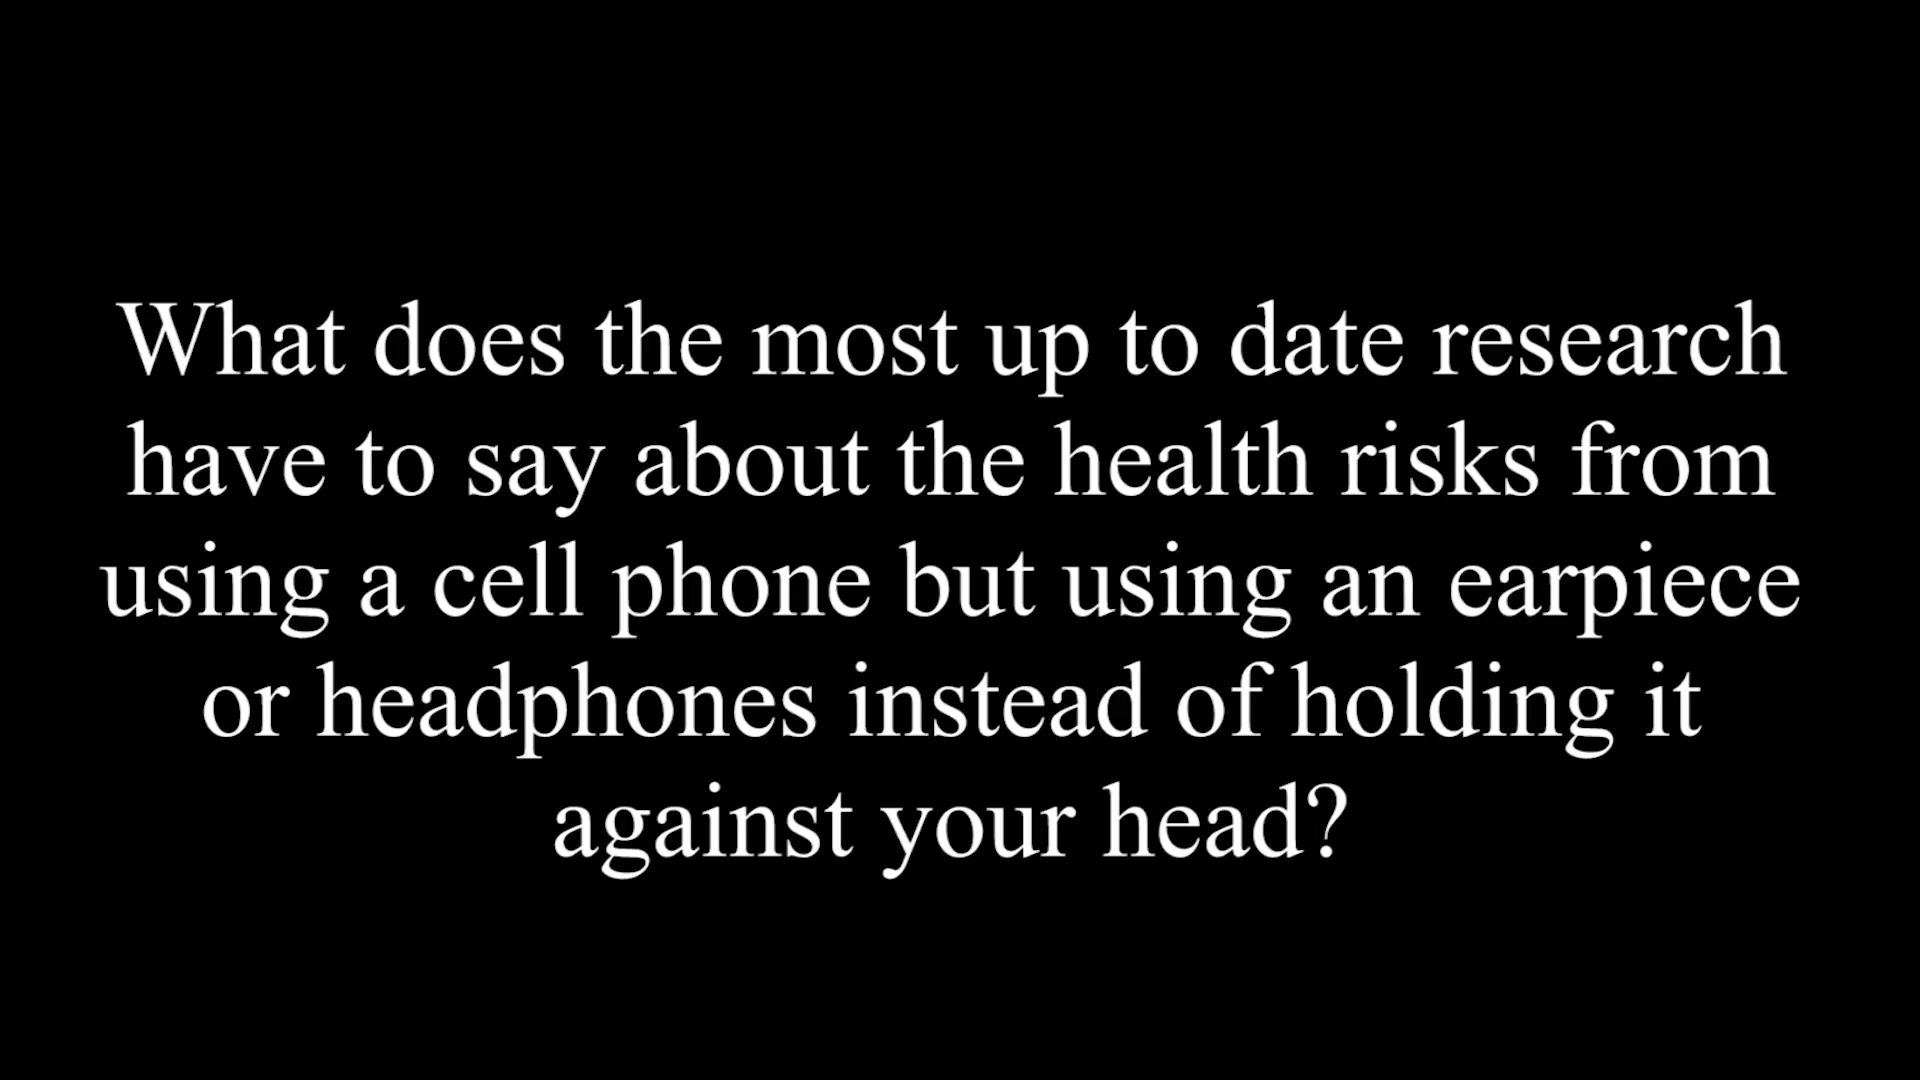 What does the most up to date research
have to say about the health risks from
using a cell phone but using an earpiece
or headphones instead of holding it
against your head?